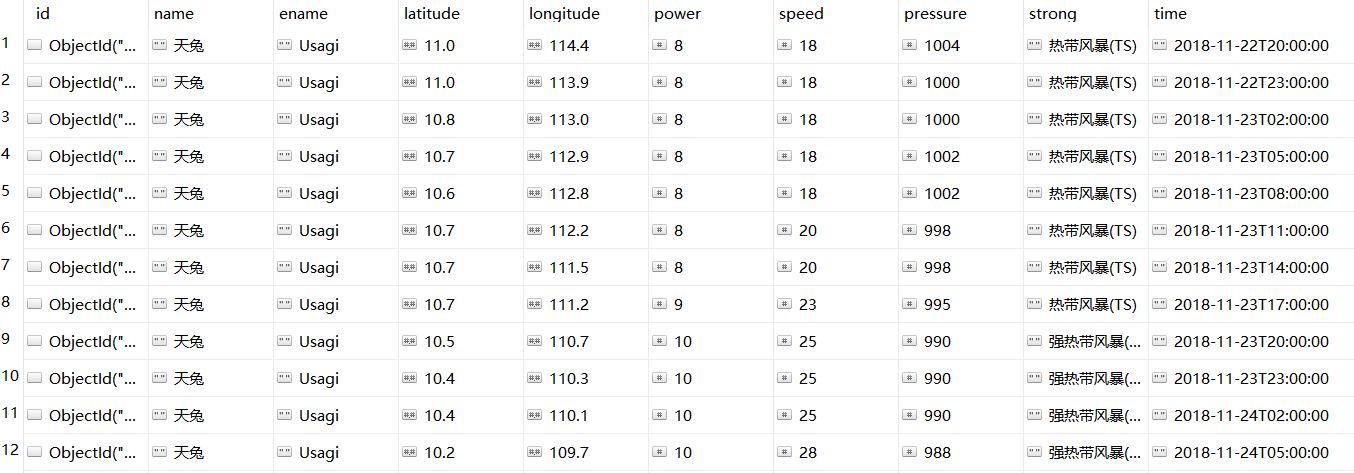 id name ename latitude longitude power speed pressure strong time
1 ObjectId("... "" 天兔 "" Usagi ## 11.0 ## 114.4 # 8 # 18 # 1004 "" 热带风暴(TS) "" 2018-11-22T20:00:00
2 ObjectId("... "" 天兔 "" Usagi ## 11.0 ## 113.9 # 8 # 18 # 1000 "" 热带风暴(TS) "" 2018-11-22T23:00:00
3 ObjectId("... "" 天兔 "" Usagi ## 10.8 ## 113.0 # 8 # 18 # 1000 "" 热带风暴(TS) "" 2018-11-23T02:00:00
4 ObjectId("... "" 天兔 "" Usagi ## 10.7 ## 112.9 # 8 # 18 # 1002 "" 热带风暴(TS) "" 2018-11-23T05:00:00
5 ObjectId("... "" 天兔 "" Usagi ## 10.6 ## 112.8 # 8 # 18 # 1002 "" 热带风暴(TS) "" 2018-11-23T08:00:00
6 ObjectId("... "" 天兔 "" Usagi ## 10.7 ## 112.2 # 8 # 20 # 998 "" 热带风暴(TS) "" 2018-11-23T11:00:00
7 ObjectId("... "" 天兔 "" Usagi ## 10.7 ## 111.5 # 8 # 20 # 998 "" 热带风暴(TS) "" 2018-11-23T14:00:00
8 ObjectId("... "" 天兔 "" Usagi ## 10.7 ## 111.2 # 9 # 23 # 995 "" 热带风暴(TS) "" 2018-11-23T17:00:00
9 ObjectId("... "" 天兔 "" Usagi ## 10.5 ## 110.7 # 10 # 25 # 990 "" 强热带风暴(... "" 2018-11-23T20:00:00
10 ObjectId("... "" 天兔 "" Usagi ## 10.4 ## 110.3 # 10 # 25 # 990 "" 强热带风暴(... "" 2018-11-23T23:00:00
11 ObjectId("... "" 天兔 "" Usagi ## 10.4 ## 110.1 # 10 # 25 # 990 "" 强热带风暴(... "" 2018-11-24T02:00:00
12 ObjectId("... "" 天兔 "" Usagi ## 10.2 ## 109.7 # 10 # 28 # 988 "" 强热带风暴(... "" 2018-11-24T05:00:00